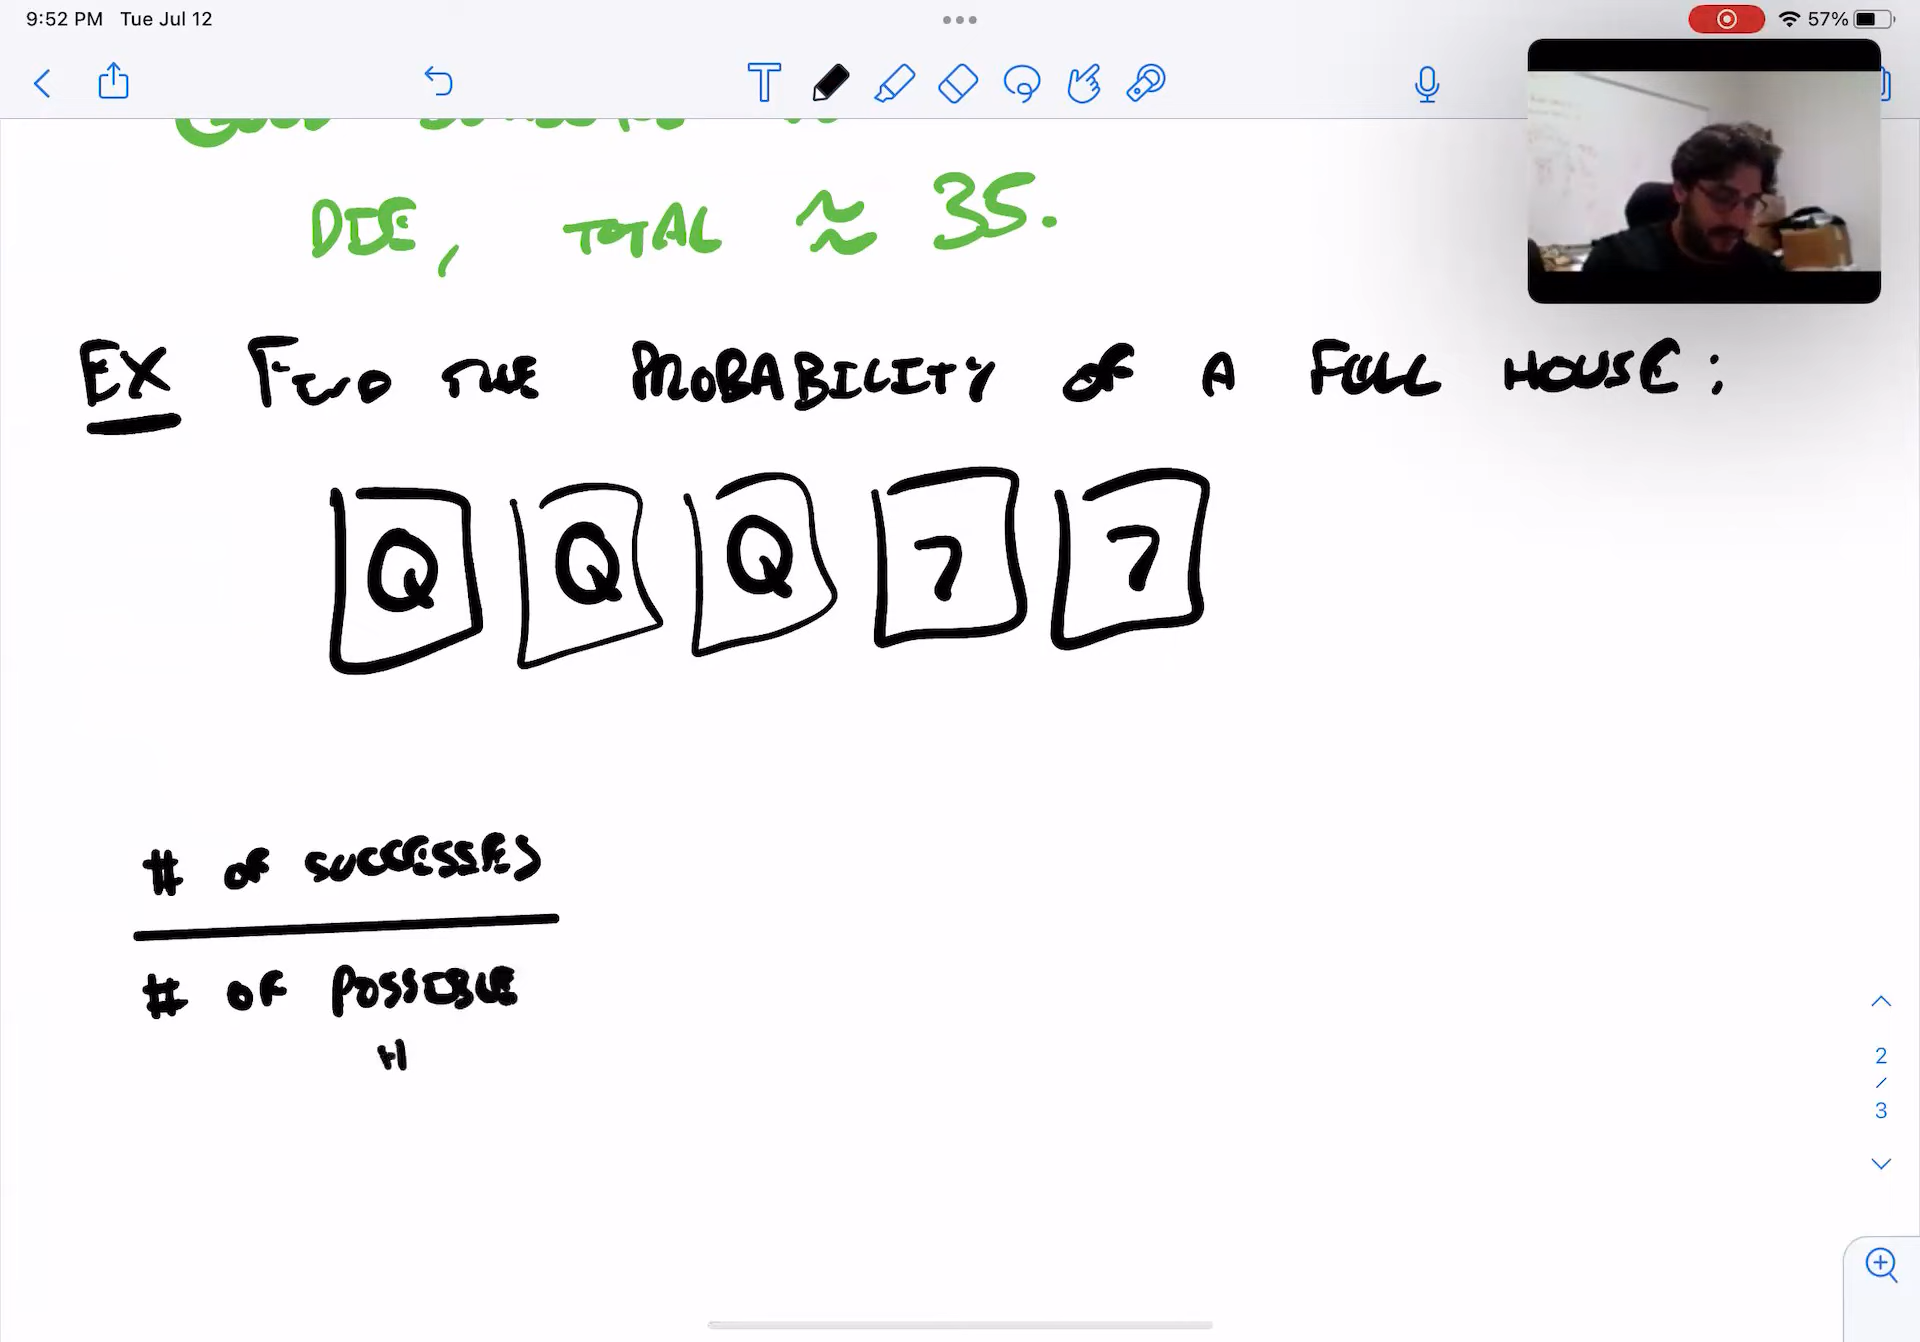 9:52 PM Tue Jul 12
57%
DIE, TOTAL ≈ 35.
EX FIND THE PROBABILITY OF A FULL HOUSE:
Q Q Q 7 7
# OF SUCCESSES
# OF POSSIBLE
H
2
/
3